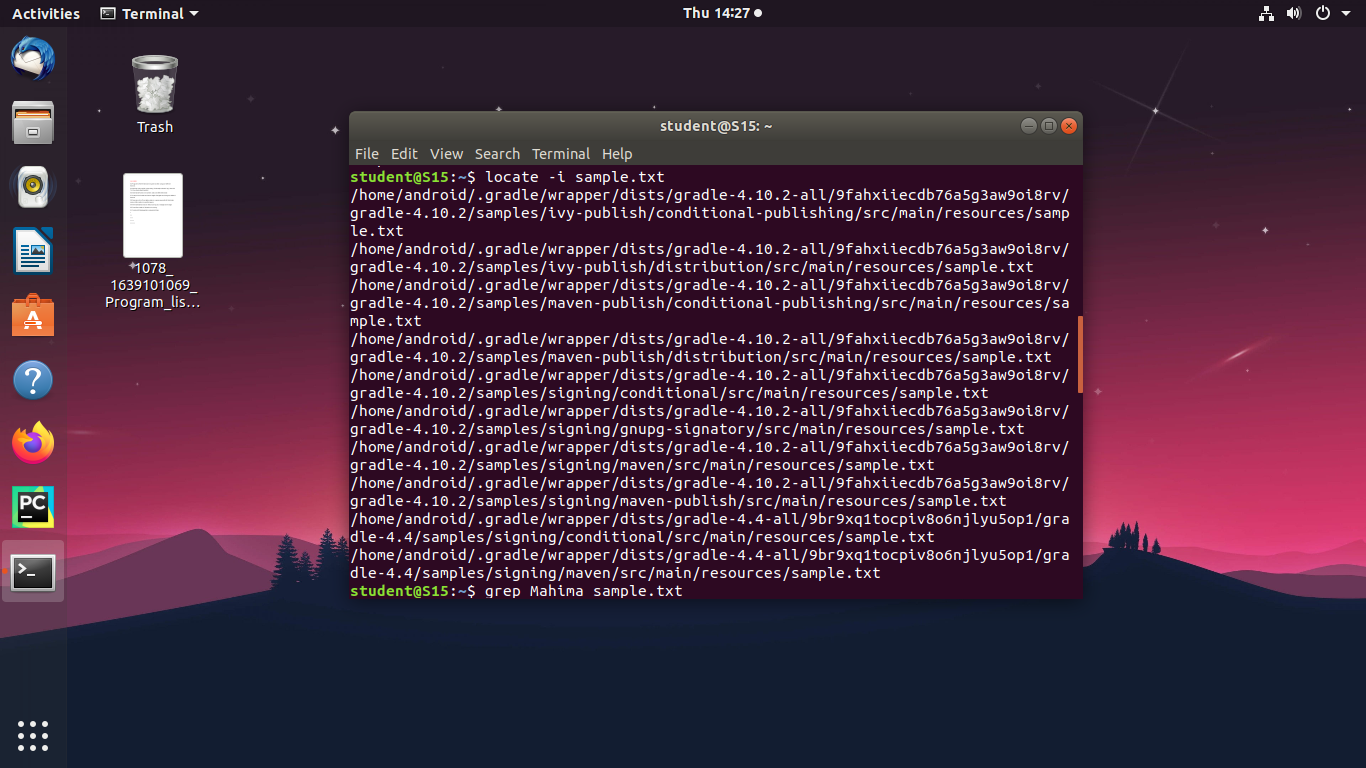 Activities Terminal Thu 14:27
Trash
1078_
1639101069_
Program_lis...
student@S15: ~
File Edit View Search Terminal Help
student@S15:~$ locate -i sample.txt
/home/android/.gradle/wrapper/dists/gradle-4.10.2-all/9fahxiiecdb76a5g3aw9oi8rv/
gradle-4.10.2/samples/ivy-publish/conditional-publishing/src/main/resources/samp
le.txt
/home/android/.gradle/wrapper/dists/gradle-4.10.2-all/9fahxiiecdb76a5g3aw9oi8rv/
gradle-4.10.2/samples/ivy-publish/distribution/src/main/resources/sample.txt
/home/android/.gradle/wrapper/dists/gradle-4.10.2-all/9fahxiiecdb76a5g3aw9oi8rv/
gradle-4.10.2/samples/maven-publish/conditional-publishing/src/main/resources/sa
mple.txt
/home/android/.gradle/wrapper/dists/gradle-4.10.2-all/9fahxiiecdb76a5g3aw9oi8rv/
gradle-4.10.2/samples/maven-publish/distribution/src/main/resources/sample.txt
/home/android/.gradle/wrapper/dists/gradle-4.10.2-all/9fahxiiecdb76a5g3aw9oi8rv/
gradle-4.10.2/samples/signing/conditional/src/main/resources/sample.txt
/home/android/.gradle/wrapper/dists/gradle-4.10.2-all/9fahxiiecdb76a5g3aw9oi8rv/
gradle-4.10.2/samples/signing/gnupg-signatory/src/main/resources/sample.txt
/home/android/.gradle/wrapper/dists/gradle-4.10.2-all/9fahxiiecdb76a5g3aw9oi8rv/
gradle-4.10.2/samples/signing/maven/src/main/resources/sample.txt
/home/android/.gradle/wrapper/dists/gradle-4.10.2-all/9fahxiiecdb76a5g3aw9oi8rv/
gradle-4.10.2/samples/signing/maven-publish/src/main/resources/sample.txt
/home/android/.gradle/wrapper/dists/gradle-4.4-all/9br9xq1tocpiv8o6njlyu5op1/gra
dle-4.4/samples/signing/conditional/src/main/resources/sample.txt
/home/android/.gradle/wrapper/dists/gradle-4.4-all/9br9xq1tocpiv8o6njlyu5op1/gra
dle-4.4/samples/signing/maven/src/main/resources/sample.txt
student@S15:~$ grep Mahima sample.txt
PC